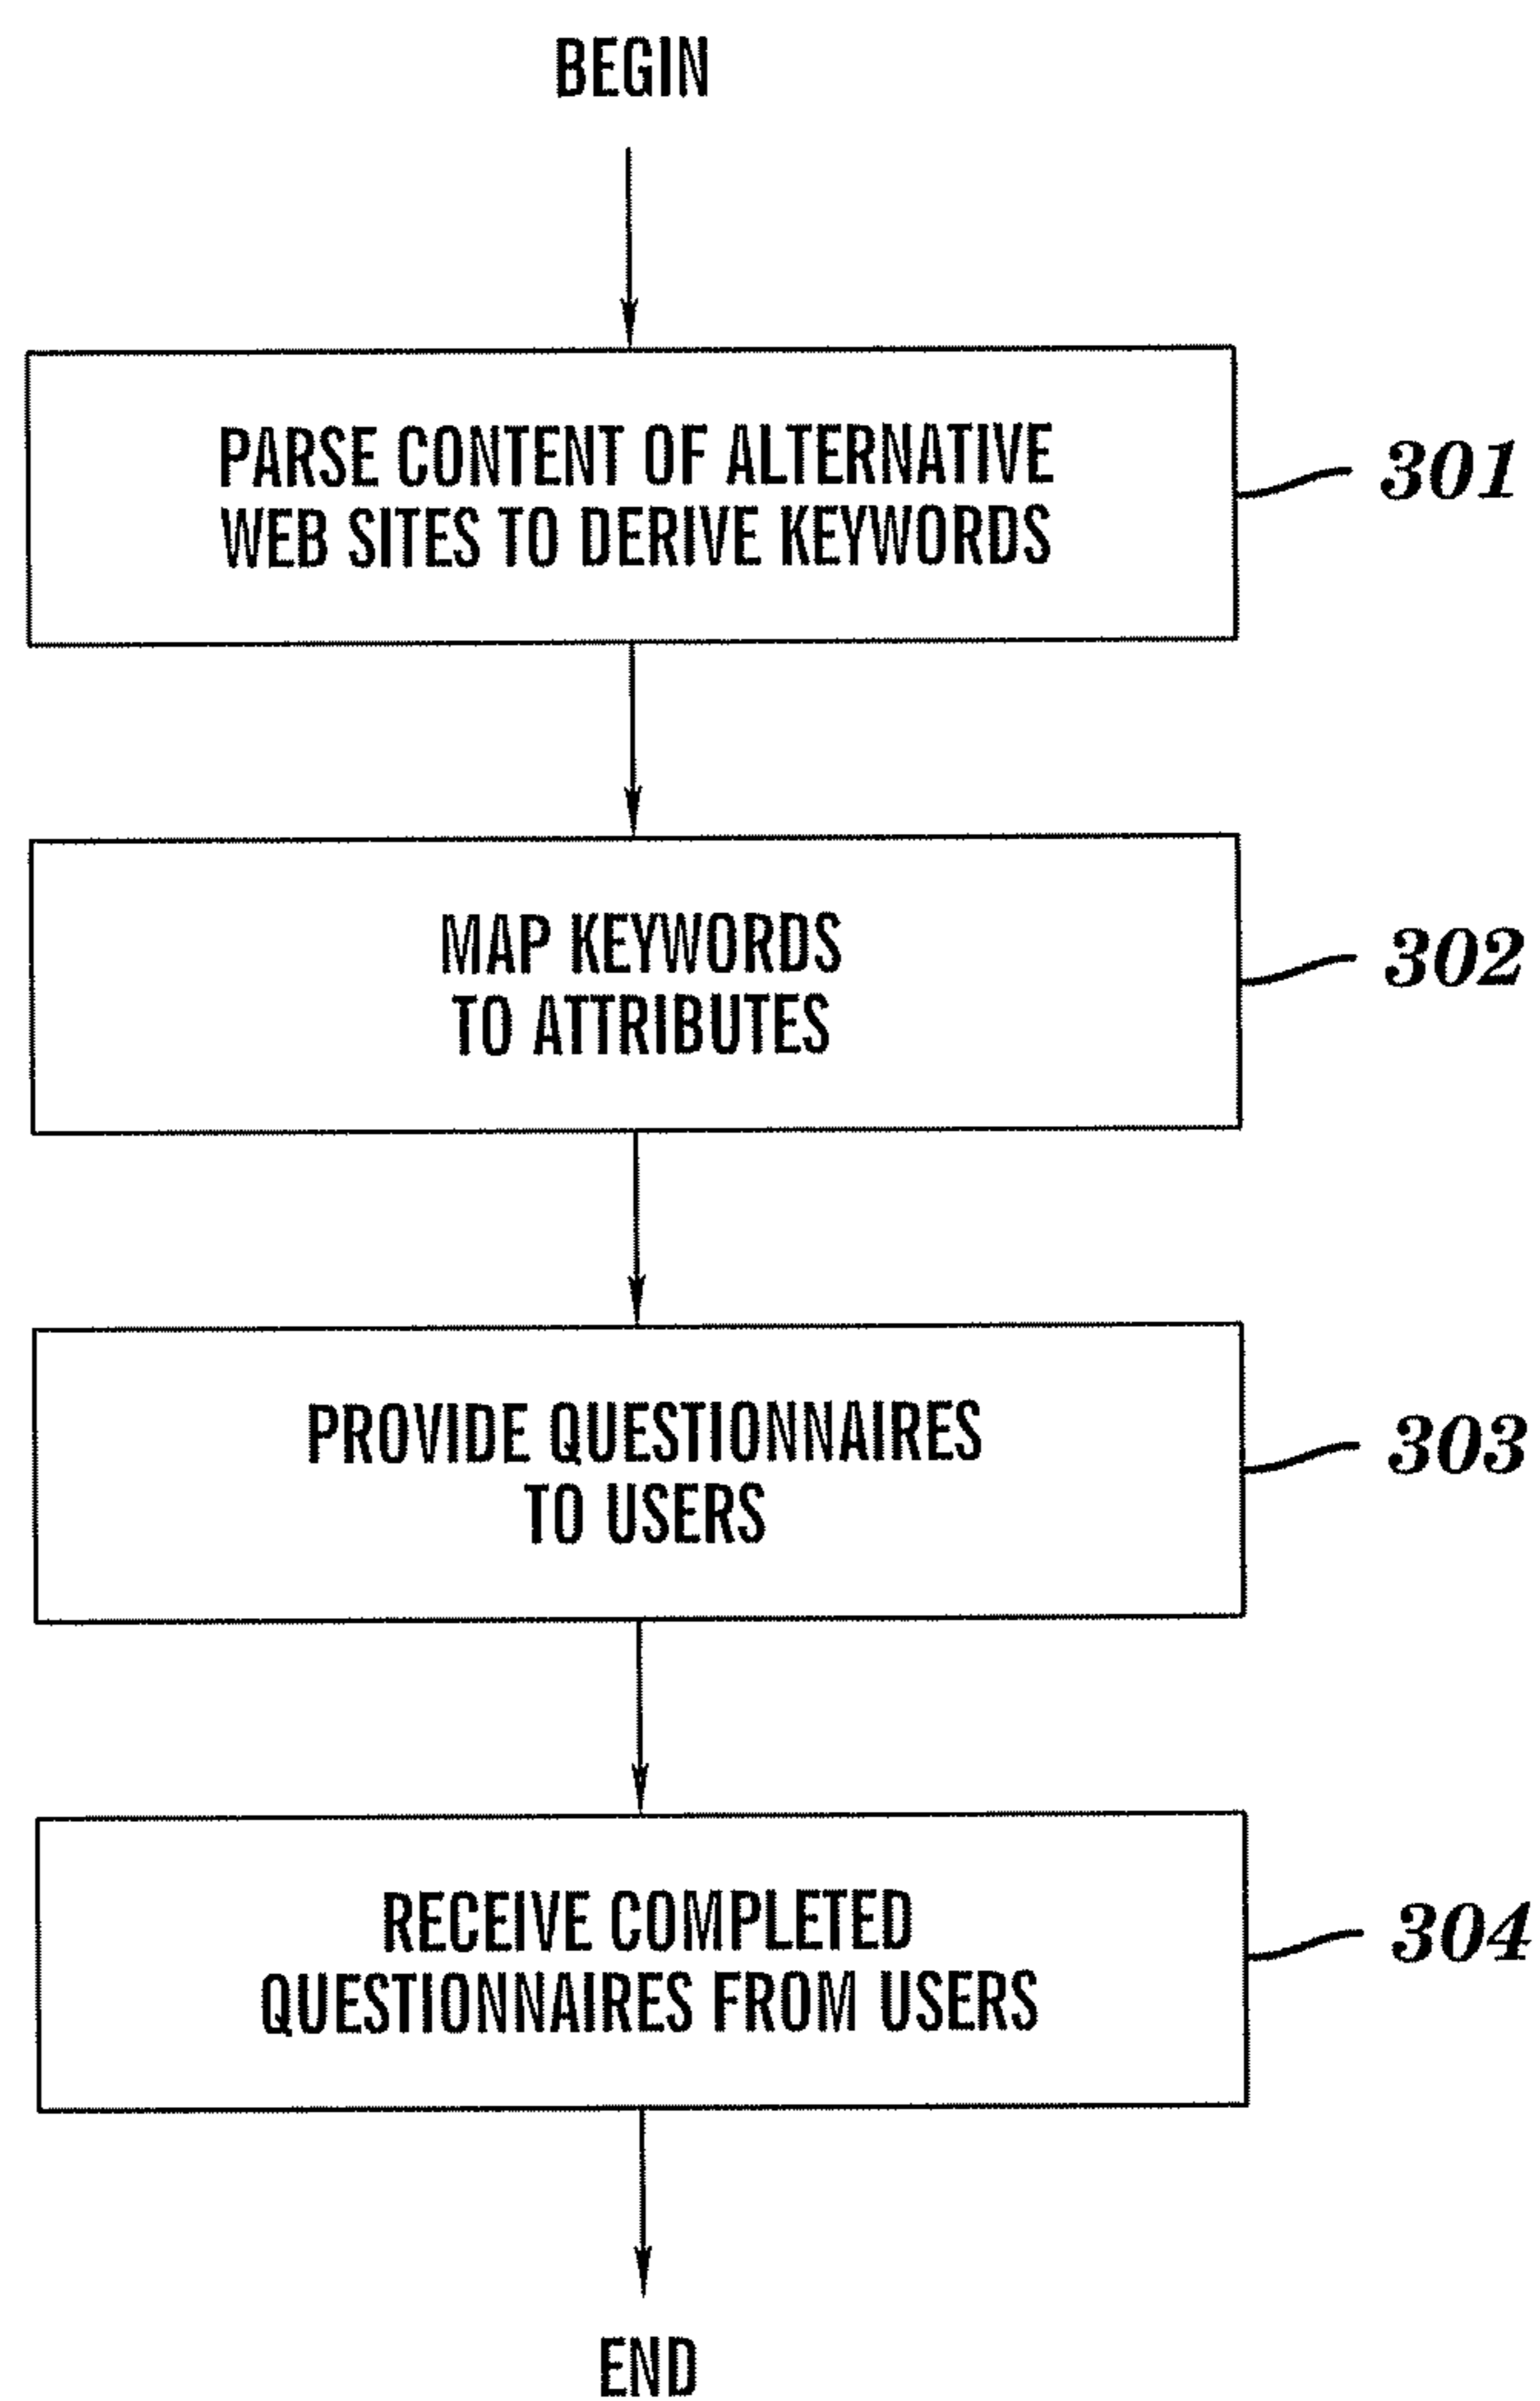 BEGIN
PARSE CONTENT OF ALTERNATIVE
WEB SITES TO DERIVE KEYWORDS
301
MAP KEYWORDS
TO ATTRIBUTES
302
PROVIDE QUESTIONNAIRES
TO USERS
303
RECEIVE COMPLETED
QUESTIONNAIRES FROM USERS
304
END